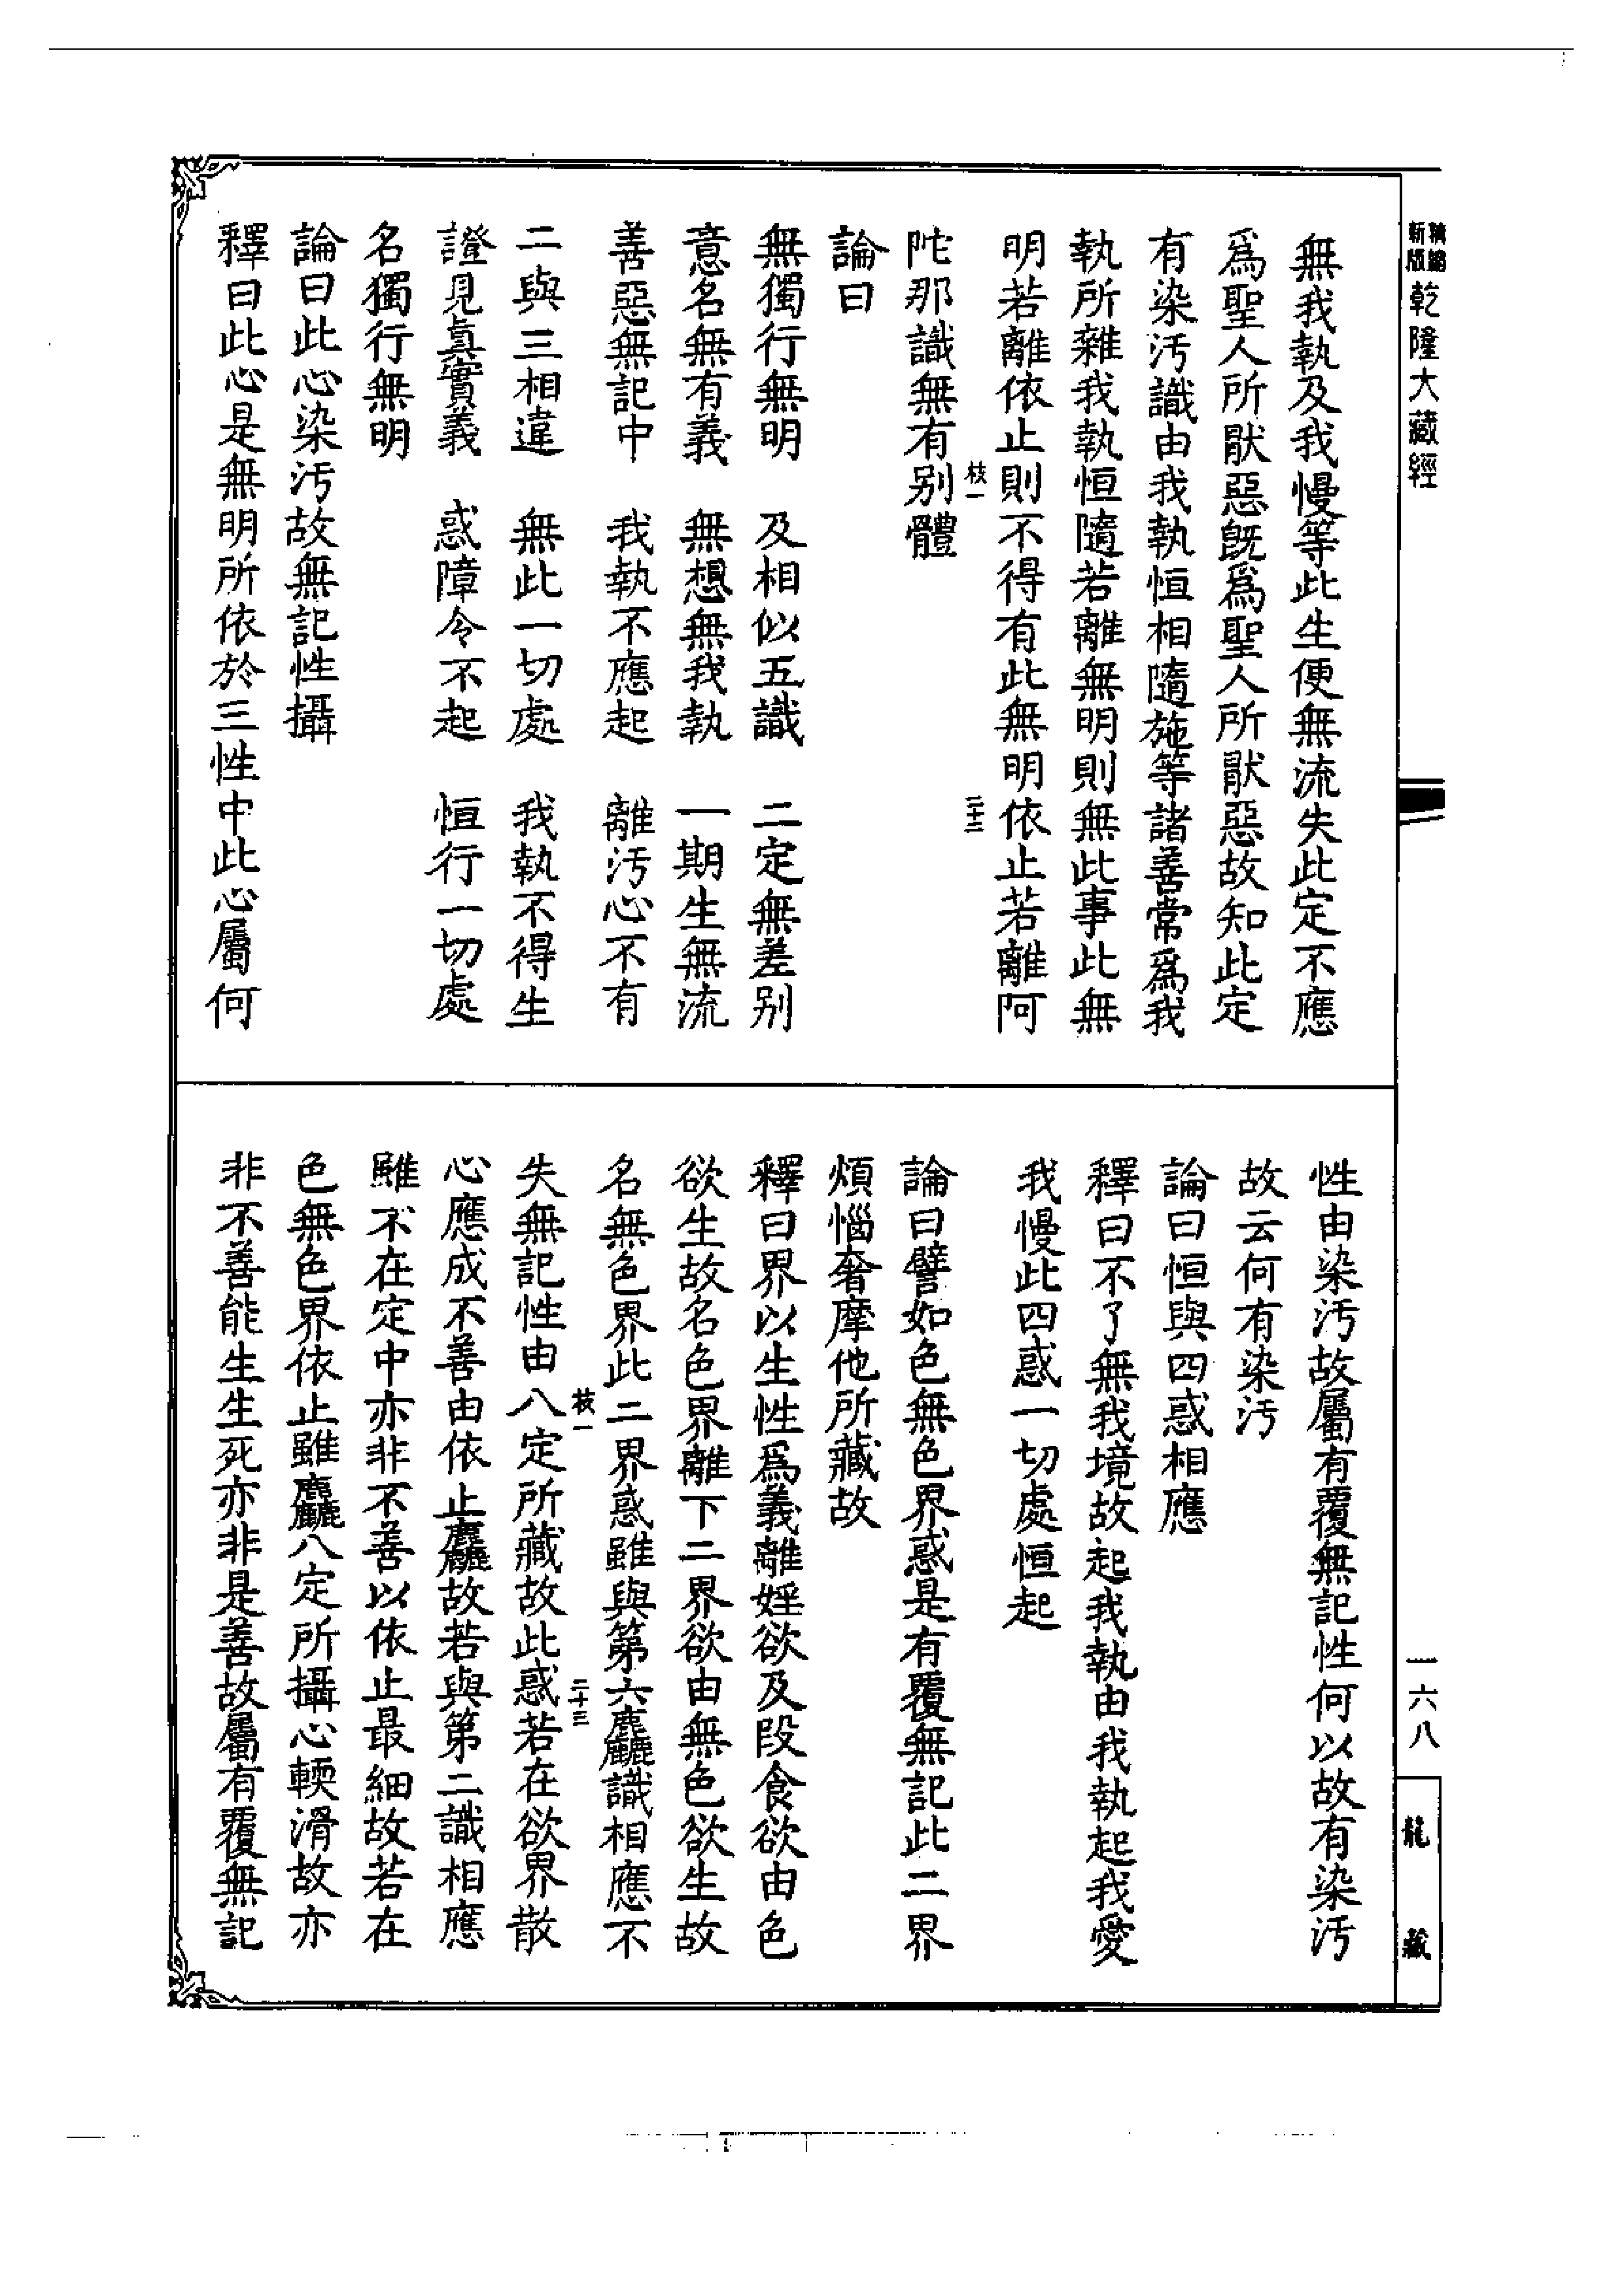 新版
精縮
乾隆大藏經
一六八
龍藏
無我執及我慢等此生便無流失此定不應
爲聖人所猒惡既爲聖人所猒惡故知此定
有染污識由我執恒相隨施等諸善常爲我
執所雜我執恒隨若離無明則無此事此無
明若離依止則不得有此無明依止若離阿
枝一 二十二
陀那識無有别體
論曰
無獨行無明 及相似五識 二定無差别
意名無有義 無想無我執 一期生無流
善惡無記中 我執不應起 離污心不有
二與三相違 無此一切處 我執不得生
證見眞實義 惑障令不起 恒行一切處
名獨行無明
論曰此心染污故無記性攝
釋曰此心是無明所依於三性中此心屬何
性由染污故屬有覆無記性何以故有染污
故云何有染污
論曰恒與四惑相應
釋曰不了無我境故起我執由我執起我愛
我慢此四惑一切處恒起
論曰譬如色無色界惑是有覆無記此二界
煩惱奢摩他所藏故
釋曰界以生性爲義離婬欲及段食欲由色
欲生故名色界離下二界欲由無色欲生故
名無色界此二界惑雖與第六麤識相應不
枝一 二十三
失無記性由八定所藏故此惑若在欲界散
心應成不善由依止麤故若與第二識相應
雖不在定中亦非不善以依止最細故若在
色無色界依止雖麤八定所攝心輭滑故亦
非不善能生生死亦非是善故屬有覆無記